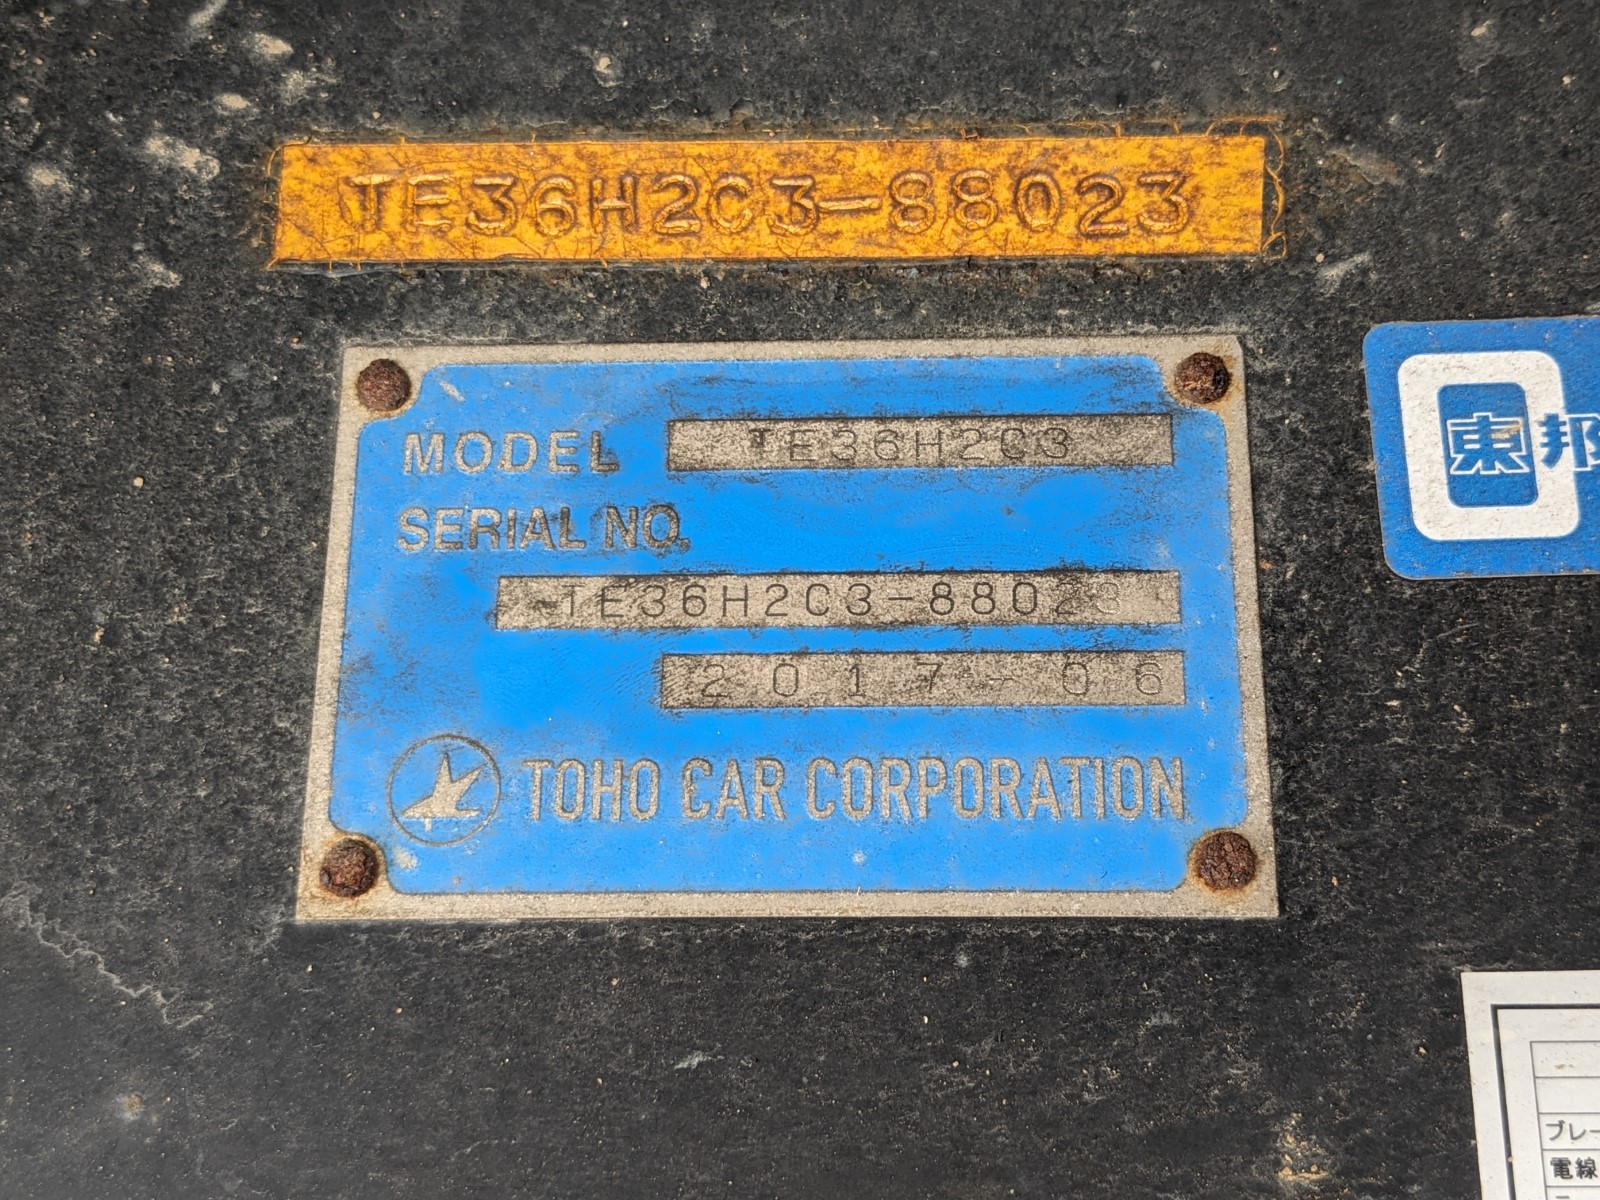 TE36H2C3-88023
MODEL TE36H2C3
SERIAL NO.
TE36H2C3-88023
2017-06
TOHO CAR CORPORATION
東邦
ブレー
電線